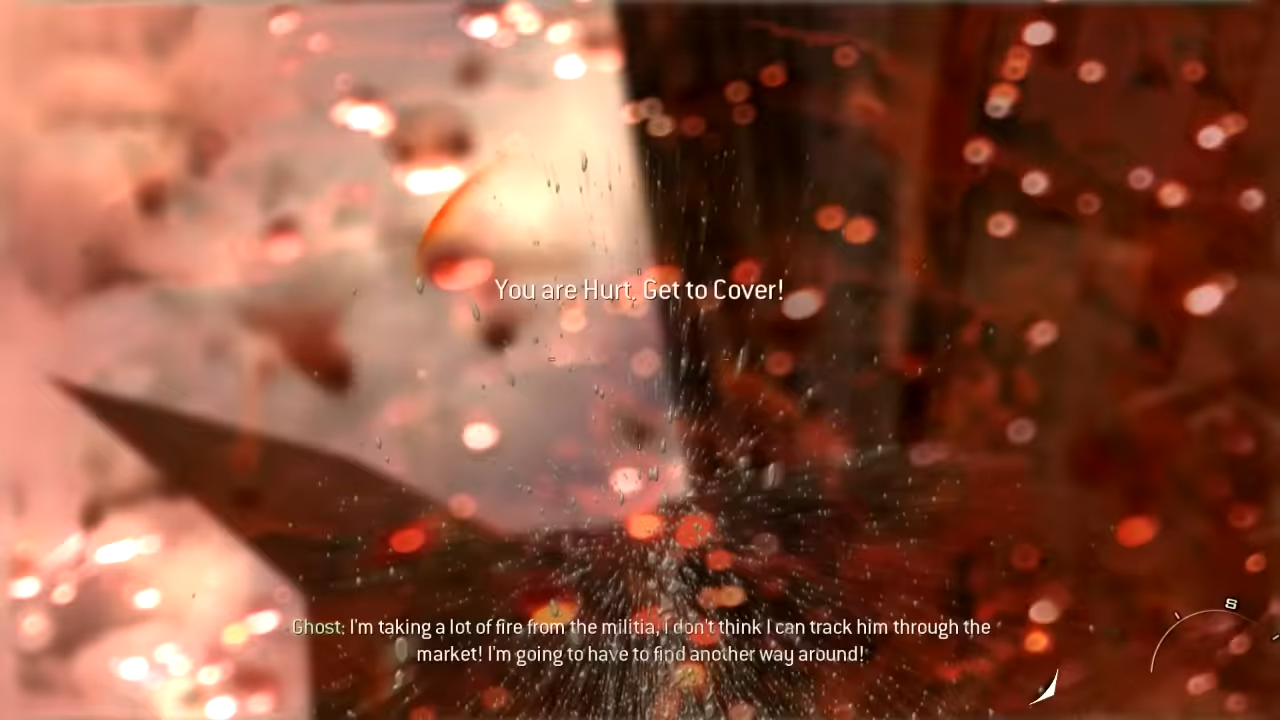 You are Hurt. Get to Cover!
Ghost: I'm taking a lot of fire from the militia, I don't think I can track him through the
market! I'm going to have to find another way around!
S